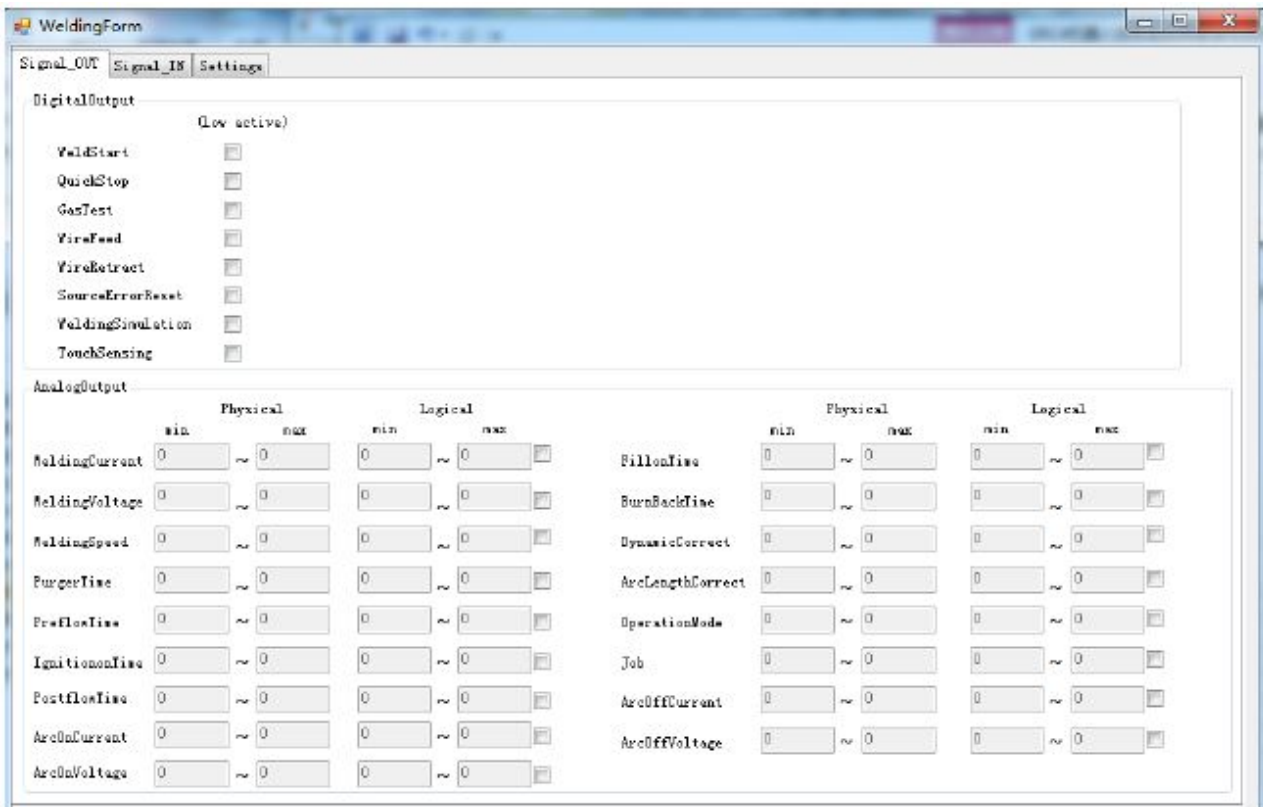 WeldingForm
Signal_OUT Signal_IN Settings
DigitalOutput
(Low active)
WeldStart
QuickStop
GasTest
WireFeed
WireRetract
SourceErrorReset
WeldingSimulation
TouchSensing
AnalogOutput
Physical Logical Physical Logical
min max min max min max min max
WeldingCurrent 0 ~ 0 0 ~ 0 FillonTime 0 ~ 0 0 ~ 0
WeldingVoltage 0 ~ 0 0 ~ 0 BurnBackTime 0 ~ 0 0 ~ 0
WeldingSpeed 0 ~ 0 0 ~ 0 DynamicCorrect 0 ~ 0 0 ~ 0
PurgerTime 0 ~ 0 0 ~ 0 ArcLengthCorrect 0 ~ 0 0 ~ 0
PreflowTime 0 ~ 0 0 ~ 0 OperationMode 0 ~ 0 0 ~ 0
IgnitiononTime 0 ~ 0 0 ~ 0 Job 0 ~ 0 0 ~ 0
PostflowTime 0 ~ 0 0 ~ 0 ArcOffCurrent 0 ~ 0 0 ~ 0
ArcOnCurrent 0 ~ 0 0 ~ 0 ArcOffVoltage 0 ~ 0 0 ~ 0
ArcOnVoltage 0 ~ 0 0 ~ 0